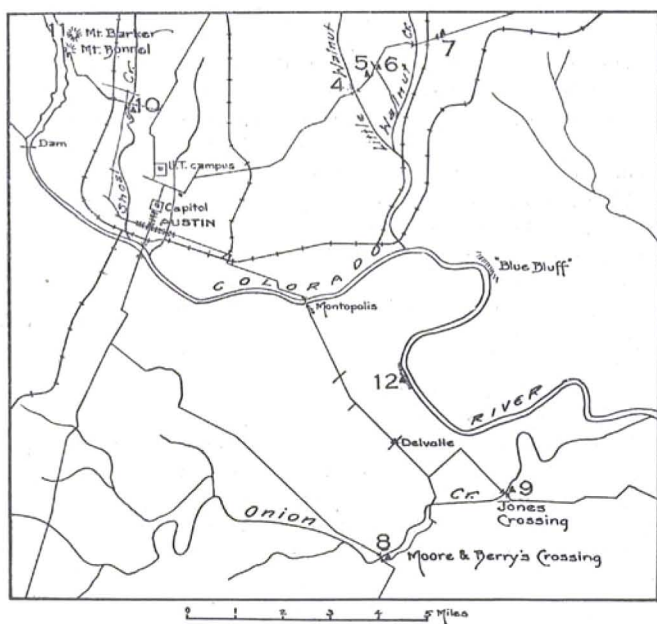 11 Mt. Barker
Mt. Bonnel
Cr.
10
Dam
Shoal
U.T. campus
Capitol
AUSTIN
Walnut
4
5
6
7
Little Walnut Cr.
COLORADO
RIVER
"Blue Bluff"
Montopolis
12
Delvalle
Onion
Cr.
9
Jones
Crossing
8
Moore & Berry's Crossing
0 1 2 3 4 5 Miles